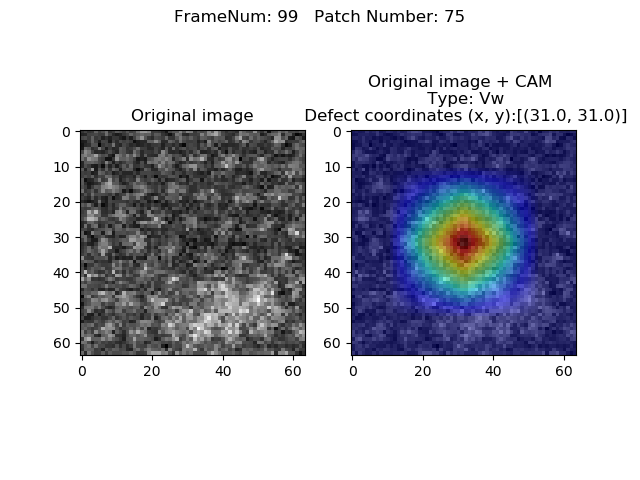 FrameNum: 99   Patch Number: 75
Original image
0
10
20
30
40
50
60
0 20 40 60
Original image + CAM
Type: Vw
Defect coordinates (x, y):[(31.0, 31.0)]
0
10
20
30
40
50
60
0 20 40 60